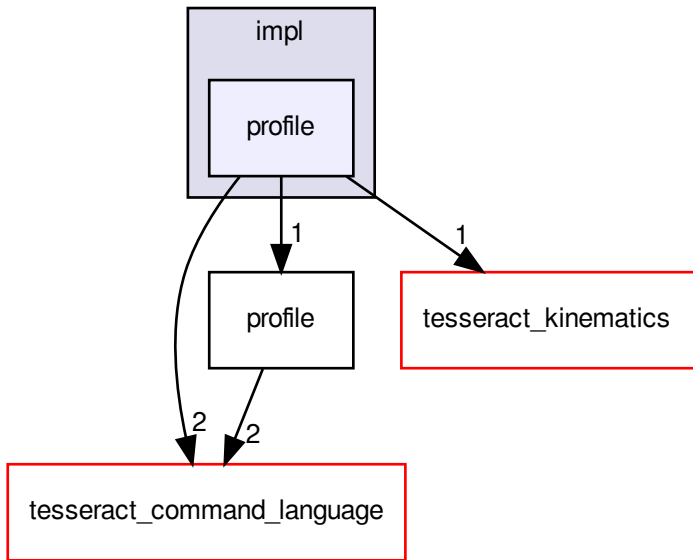 impl
profile
1
1
profile
tesseract_kinematics
2
2
tesseract_command_language